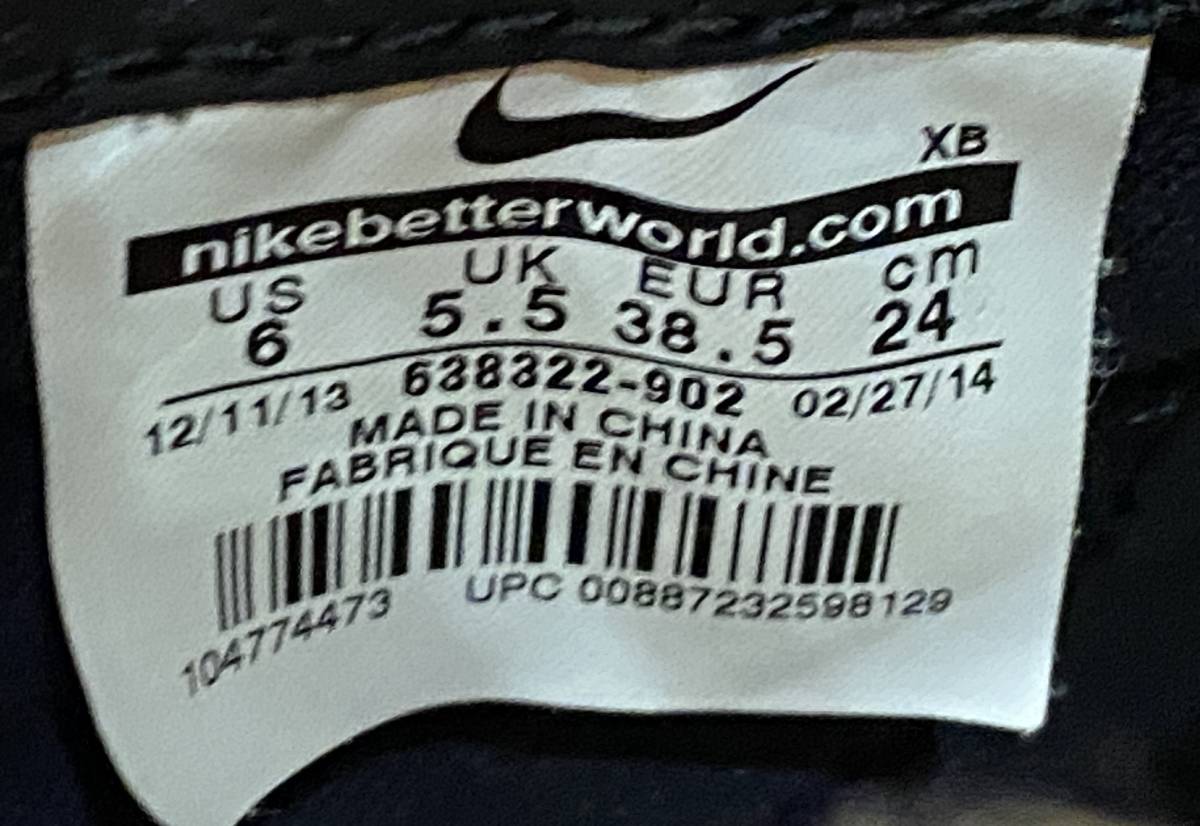 XB
nikebetterworld.com
US UK EUR cm
6 5.5 38.5 24
12/11/13 638322-902 02/27/14
MADE IN CHINA
FABRIQUE EN CHINE
104774473 UPC 00887232598129